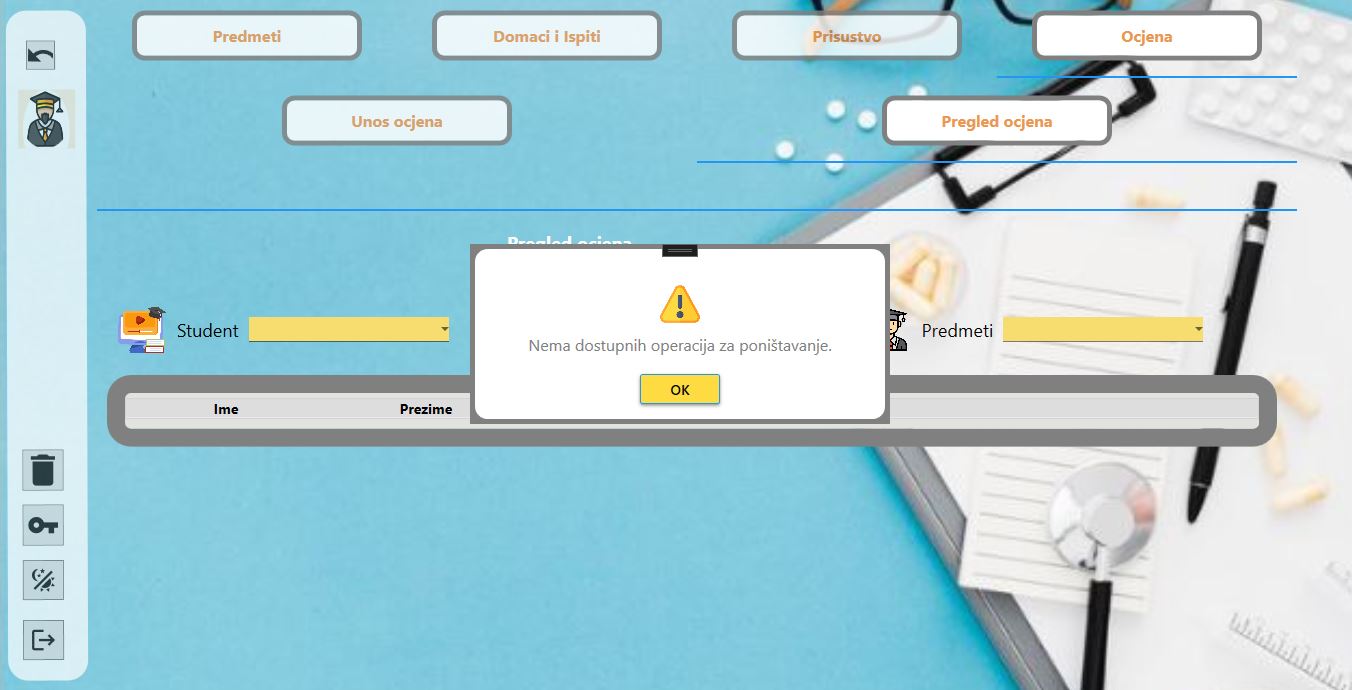 Predmeti
Domaci i Ispiti
Prisustvo
Ocjena
Unos ocjena
Pregled ocjena
Pregled ocjena
Student
Predmeti
Nema dostupnih operacija za poništavanje.
OK
Ime
Prezime